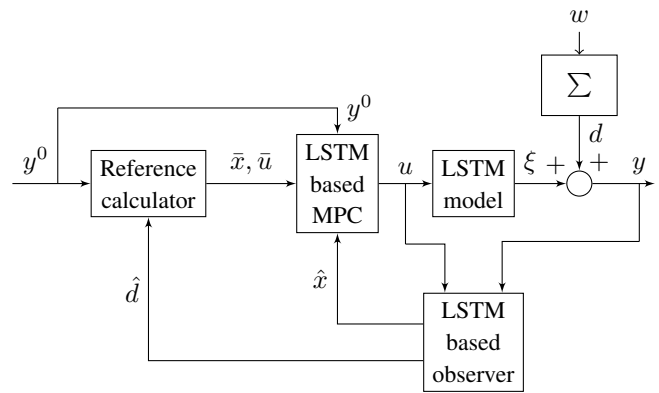 w
∑
d
y⁰
y⁰
Reference
calculator
x̄, ū
LSTM
based
MPC
u
LSTM
model
ξ
+
+
y
d̂
x̂
LSTM
based
observer